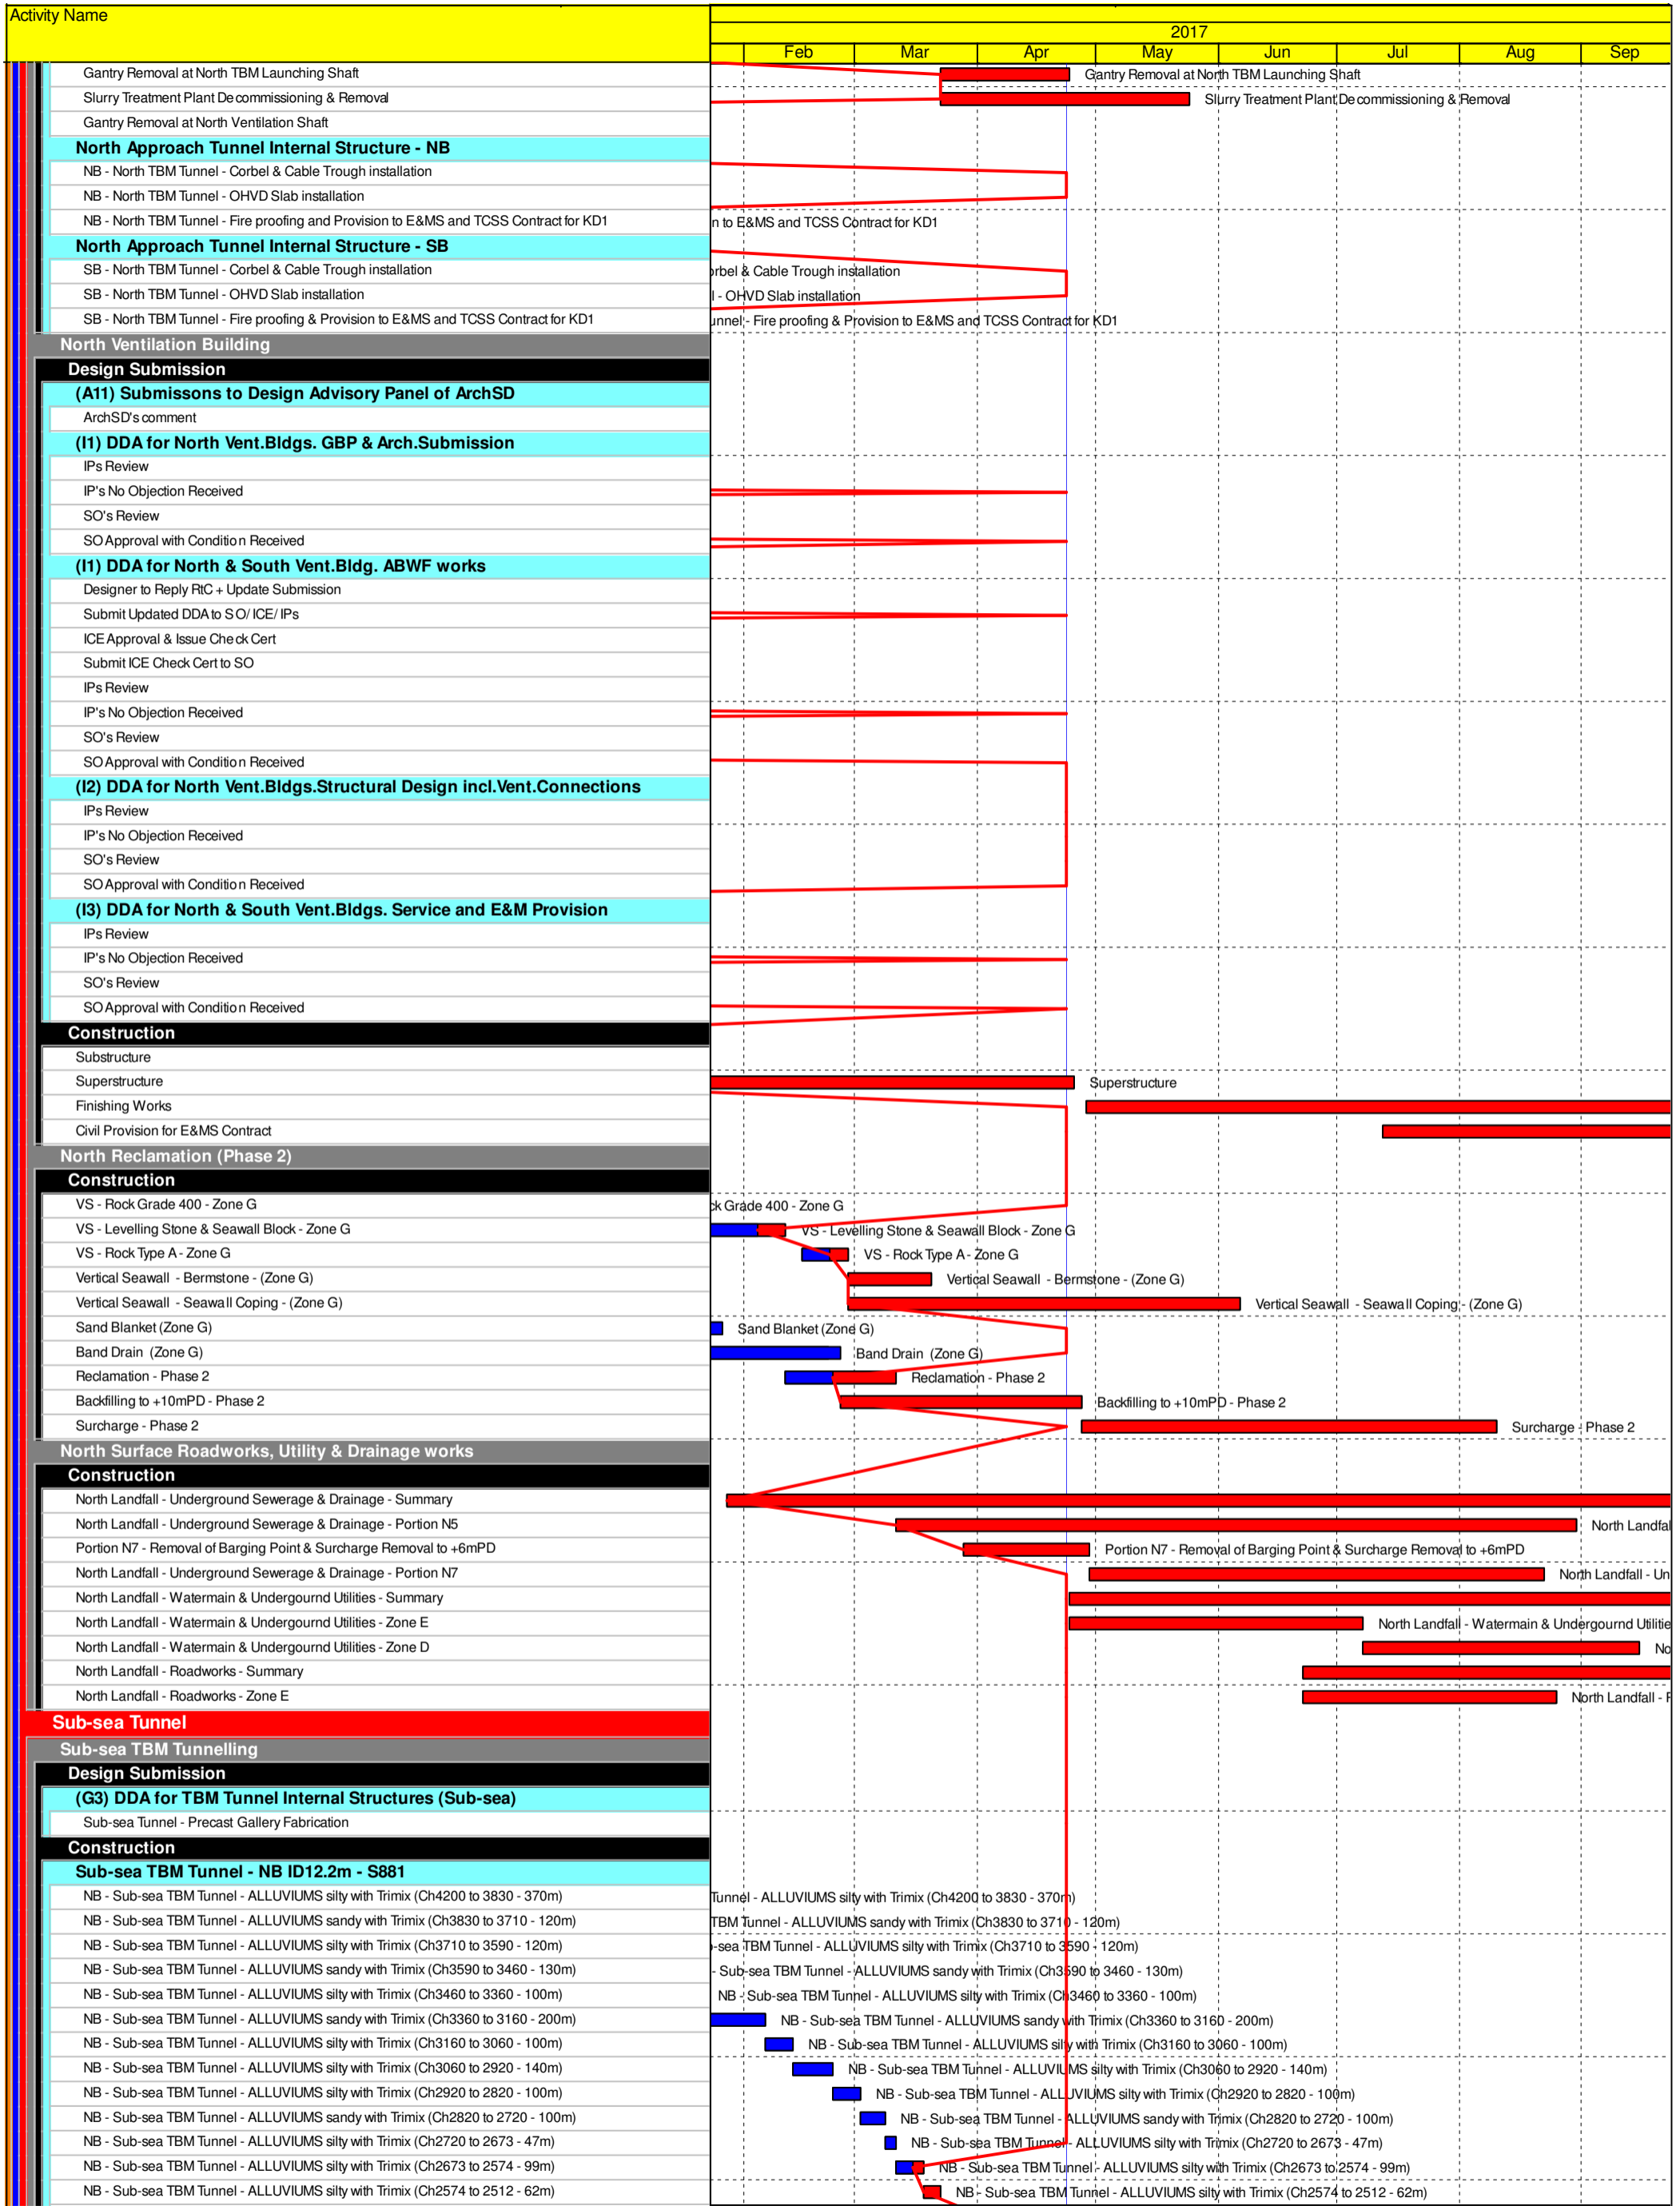 Activity Name
2017
Feb Mar Apr May Jun Jul Aug Sep
Gantry Removal at North TBM Launching Shaft Gantry Removal at North TBM Launching Shaft
Slurry Treatment Plant Decommissioning & Removal Slurry Treatment Plant Decommissioning & Removal
Gantry Removal at North Ventilation Shaft
North Approach Tunnel Internal Structure - NB
NB - North TBM Tunnel - Corbel & Cable Trough installation
NB - North TBM Tunnel - OHVD Slab installation
NB - North TBM Tunnel - Fire proofing and Provision to E&MS and TCSS Contract for KD1 n to E&MS and TCSS Contract for KD1
North Approach Tunnel Internal Structure - SB
SB - North TBM Tunnel - Corbel & Cable Trough installation orbel & Cable Trough installation
SB - North TBM Tunnel - OHVD Slab installation l - OHVD Slab installation
SB - North TBM Tunnel - Fire proofing & Provision to E&MS and TCSS Contract for KD1 unnel - Fire proofing & Provision to E&MS and TCSS Contract for KD1
North Ventilation Building
Design Submission
(A11) Submissons to Design Advisory Panel of ArchSD
ArchSD's comment
(I1) DDA for North Vent.Bldgs. GBP & Arch.Submission
IPs Review
IP's No Objection Received
SO's Review
SO Approval with Condition Received
(I1) DDA for North & South Vent.Bldg. ABWF works
Designer to Reply RtC + Update Submission
Submit Updated DDA to SO/ ICE/ IPs
ICE Approval & Issue Check Cert
Submit ICE Check Cert to SO
IPs Review
IP's No Objection Received
SO's Review
SO Approval with Condition Received
(I2) DDA for North Vent.Bldgs.Structural Design incl.Vent.Connections
IPs Review
IP's No Objection Received
SO's Review
SO Approval with Condition Received
(I3) DDA for North & South Vent.Bldgs. Service and E&M Provision
IPs Review
IP's No Objection Received
SO's Review
SO Approval with Condition Received
Construction
Substructure
Superstructure Superstructure
Finishing Works
Civil Provision for E&MS Contract
North Reclamation (Phase 2)
Construction
VS - Rock Grade 400 - Zone G ck Grade 400 - Zone G
VS - Levelling Stone & Seawall Block - Zone G VS - Levelling Stone & Seawall Block - Zone G
VS - Rock Type A - Zone G VS - Rock Type A - Zone G
Vertical Seawall - Bermstone - (Zone G) Vertical Seawall - Bermstone - (Zone G)
Vertical Seawall - Seawall Coping - (Zone G) Vertical Seawall - Seawall Coping - (Zone G)
Sand Blanket (Zone G) Sand Blanket (Zone G)
Band Drain (Zone G) Band Drain (Zone G)
Reclamation - Phase 2 Reclamation - Phase 2
Backfilling to +10mPD - Phase 2 Backfilling to +10mPD - Phase 2
Surcharge - Phase 2 Surcharge - Phase 2
North Surface Roadworks, Utility & Drainage works
Construction
North Landfall - Underground Sewerage & Drainage - Summary
North Landfall - Underground Sewerage & Drainage - Portion N5 North Landfal
Portion N7 - Removal of Barging Point & Surcharge Removal to +6mPD Portion N7 - Removal of Barging Point & Surcharge Removal to +6mPD
North Landfall - Underground Sewerage & Drainage - Portion N7 North Landfall - Un
North Landfall - Watermain & Undergournd Utilities - Summary
North Landfall - Watermain & Undergournd Utilities - Zone E North Landfall - Watermain & Undergournd Utilitie
North Landfall - Watermain & Undergournd Utilities - Zone D No
North Landfall - Roadworks - Summary
North Landfall - Roadworks - Zone E North Landfall - R
Sub-sea Tunnel
Sub-sea TBM Tunnelling
Design Submission
(G3) DDA for TBM Tunnel Internal Structures (Sub-sea)
Sub-sea Tunnel - Precast Gallery Fabrication
Construction
Sub-sea TBM Tunnel - NB ID12.2m - S881
NB - Sub-sea TBM Tunnel - ALLUVIUMS silty with Trimix (Ch4200 to 3830 - 370m) Tunnel - ALLUVIUMS silty with Trimix (Ch4200 to 3830 - 370m)
NB - Sub-sea TBM Tunnel - ALLUVIUMS sandy with Trimix (Ch3830 to 3710 - 120m) TBM Tunnel - ALLUVIUMS sandy with Trimix (Ch3830 to 3710 - 120m)
NB - Sub-sea TBM Tunnel - ALLUVIUMS silty with Trimix (Ch3710 to 3590 - 120m) -sea TBM Tunnel - ALLUVIUMS silty with Trimix (Ch3710 to 3590 - 120m)
NB - Sub-sea TBM Tunnel - ALLUVIUMS sandy with Trimix (Ch3590 to 3460 - 130m) - Sub-sea TBM Tunnel - ALLUVIUMS sandy with Trimix (Ch3590 to 3460 - 130m)
NB - Sub-sea TBM Tunnel - ALLUVIUMS silty with Trimix (Ch3460 to 3360 - 100m) NB - Sub-sea TBM Tunnel - ALLUVIUMS silty with Trimix (Ch3460 to 3360 - 100m)
NB - Sub-sea TBM Tunnel - ALLUVIUMS sandy with Trimix (Ch3360 to 3160 - 200m) NB - Sub-sea TBM Tunnel - ALLUVIUMS sandy with Trimix (Ch3360 to 3160 - 200m)
NB - Sub-sea TBM Tunnel - ALLUVIUMS silty with Trimix (Ch3160 to 3060 - 100m) NB - Sub-sea TBM Tunnel - ALLUVIUMS silty with Trimix (Ch3160 to 3060 - 100m)
NB - Sub-sea TBM Tunnel - ALLUVIUMS silty with Trimix (Ch3060 to 2920 - 140m) NB - Sub-sea TBM Tunnel - ALLUVIUMS silty with Trimix (Ch3060 to 2920 - 140m)
NB - Sub-sea TBM Tunnel - ALLUVIUMS silty with Trimix (Ch2920 to 2820 - 100m) NB - Sub-sea TBM Tunnel - ALLUVIUMS silty with Trimix (Ch2920 to 2820 - 100m)
NB - Sub-sea TBM Tunnel - ALLUVIUMS sandy with Trimix (Ch2820 to 2720 - 100m) NB - Sub-sea TBM Tunnel - ALLUVIUMS sandy with Trimix (Ch2820 to 2720 - 100m)
NB - Sub-sea TBM Tunnel - ALLUVIUMS silty with Trimix (Ch2720 to 2673 - 47m) NB - Sub-sea TBM Tunnel - ALLUVIUMS silty with Trimix (Ch2720 to 2673 - 47m)
NB - Sub-sea TBM Tunnel - ALLUVIUMS silty with Trimix (Ch2673 to 2574 - 99m) NB - Sub-sea TBM Tunnel - ALLUVIUMS silty with Trimix (Ch2673 to 2574 - 99m)
NB - Sub-sea TBM Tunnel - ALLUVIUMS silty with Trimix (Ch2574 to 2512 - 62m) NB - Sub-sea TBM Tunnel - ALLUVIUMS silty with Trimix (Ch2574 to 2512 - 62m)